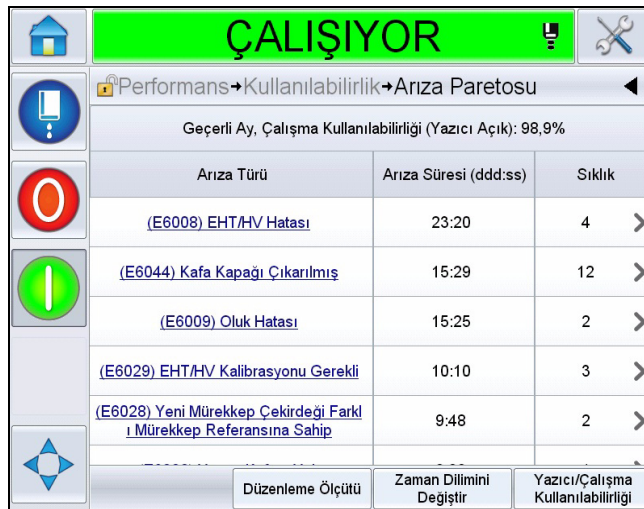 ÇALIŞIYOR
Performans→Kullanılabilirlik→Arıza Paretosu
Geçerli Ay, Çalışma Kullanılabilirliği (Yazıcı Açık): 98,9%
Arıza Türü Arıza Süresi (ddd:ss) Sıklık
(E6008) EHT/HV Hatası 23:20 4
(E6044) Kafa Kapağı Çıkarılmış 15:29 12
(E6009) Oluk Hatası 15:25 2
(E6029) EHT/HV Kalibrasyonu Gerekli 10:10 3
(E6028) Yeni Mürekkep Çekirdeği Farkl
ı Mürekkep Referansına Sahip 9:48 2
Düzenleme Ölçütü
Zaman Dilimini
Değiştir
Yazıcı/Çalışma
Kullanılabilirliği